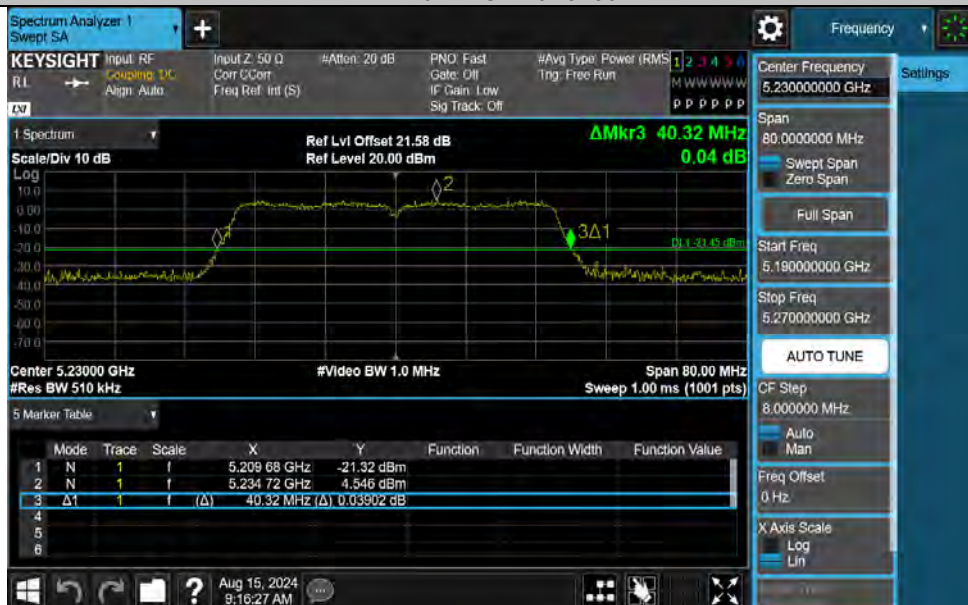 Spectrum Analyzer 1
Swept SA
+
Frequency
KEYSIGHT
RL
LXI
Input: RF
Coupling: DC
Align: Auto
Input Z: 50 Ω
Corr CCorr
Freq Ref: Int (S)
#Atten: 20 dB
PNO: Fast
Gate: Off
IF Gain: Low
Sig Track: Off
#Avg Type: Power (RMS
Trig: Free Run
1 2 3 4 5 6
M W W W W W
P P P P P P
1 Spectrum
Scale/Div 10 dB
Ref Lvl Offset 21.58 dB
Ref Level 20.00 dBm
ΔMkr3 40.32 MHz
0.04 dB
Log
10.0
0.00
-10.0
-20.0
-30.0
-40.0
-50.0
-60.0
-70.0
2
3Δ1
DL1 -21.45 dBm
Center 5.23000 GHz
#Res BW 510 kHz
#Video BW 1.0 MHz
Span 80.00 MHz
Sweep 1.00 ms (1001 pts)
5 Marker Table
Mode Trace Scale X Y Function Function Width Function Value
1 N 1 f 5.209 68 GHz -21.32 dBm
2 N 1 f 5.234 72 GHz 4.546 dBm
3 Δ1 1 f (Δ) 40.32 MHz (Δ) 0.03902 dB
4
5
6
Aug 15, 2024
9:16:27 AM
?
Center Frequency
5.230000000 GHz
Settings
Span
80.0000000 MHz
Swept Span
Zero Span
Full Span
Start Freq
5.190000000 GHz
Stop Freq
5.270000000 GHz
AUTO TUNE
CF Step
8.000000 MHz
Auto
Man
Freq Offset
0 Hz
X Axis Scale
Log
Lin